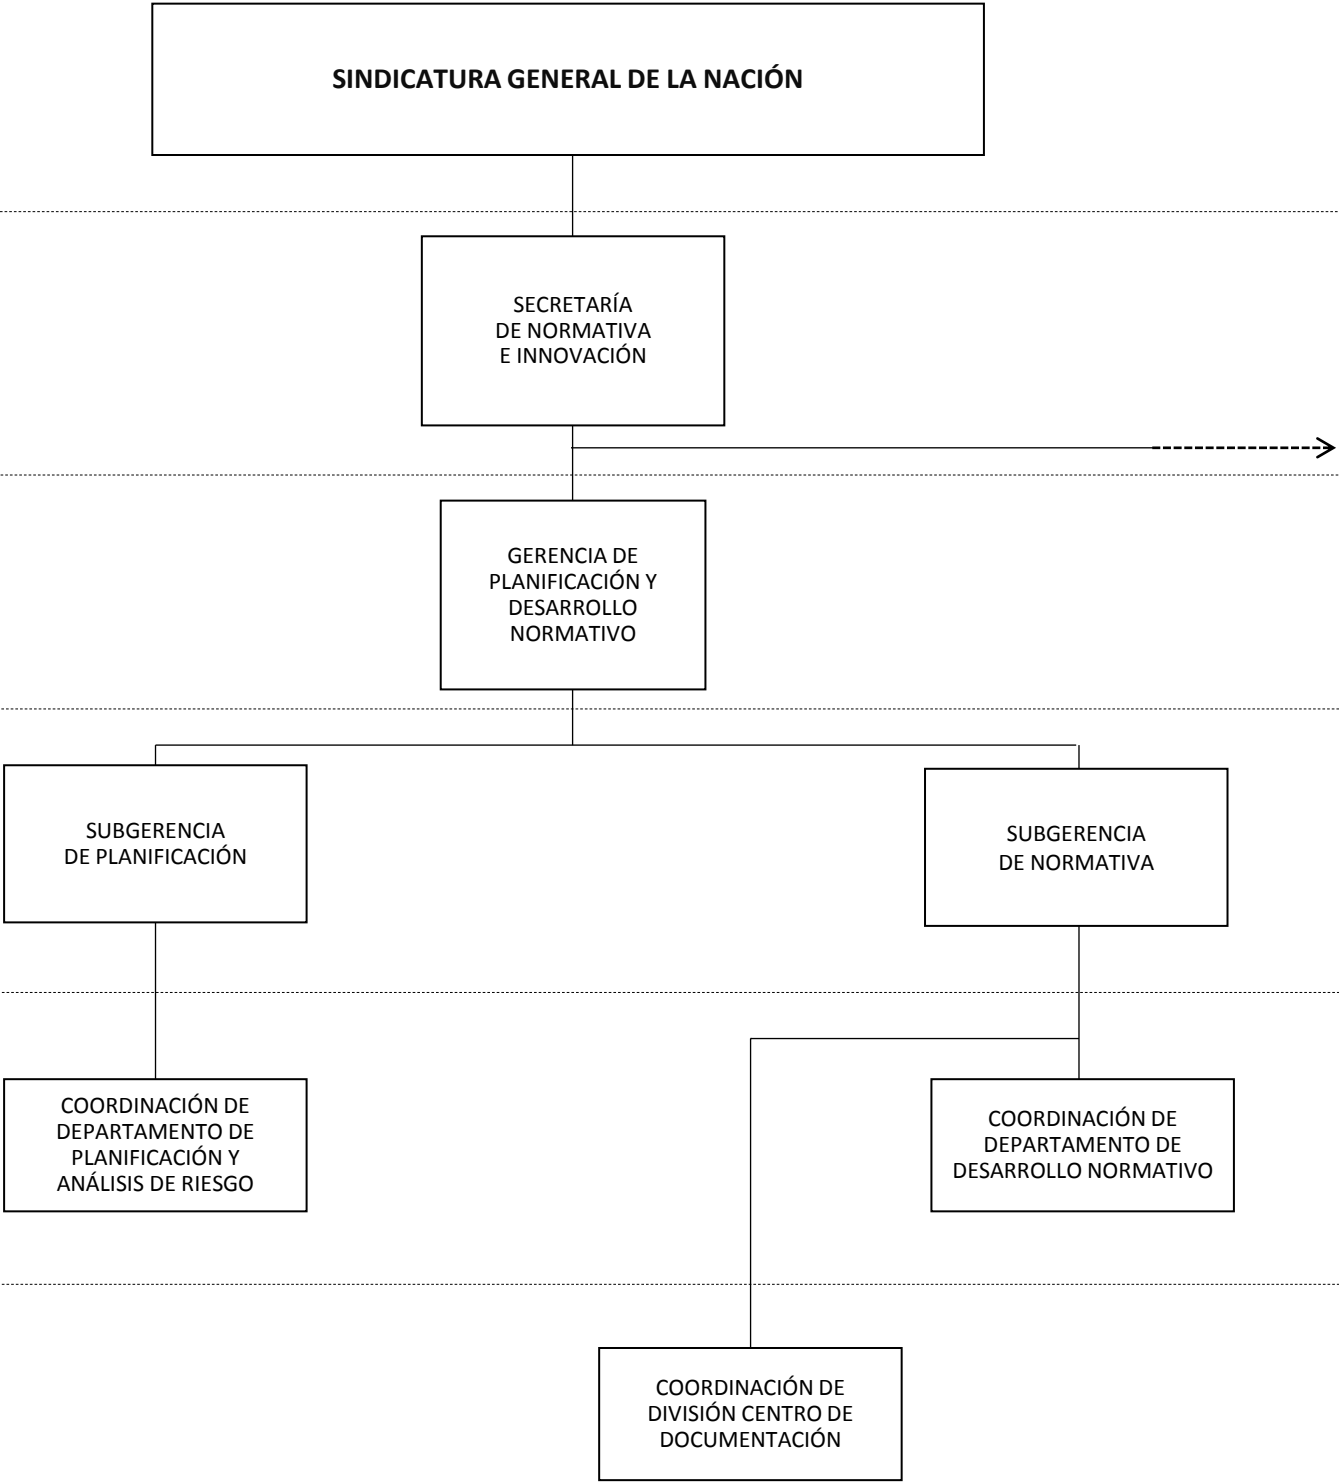 SINDICATURA GENERAL DE LA NACIÓN
SECRETARÍA
DE NORMATIVA
E INNOVACIÓN
GERENCIA DE
PLANIFICACIÓN Y
DESARROLLO
NORMATIVO
SUBGERENCIA
DE PLANIFICACIÓN
SUBGERENCIA
DE NORMATIVA
COORDINACIÓN DE
DEPARTAMENTO DE
PLANIFICACIÓN Y
ANÁLISIS DE RIESGO
COORDINACIÓN DE
DEPARTAMENTO DE
DESARROLLO NORMATIVO
COORDINACIÓN DE
DIVISIÓN CENTRO DE
DOCUMENTACIÓN